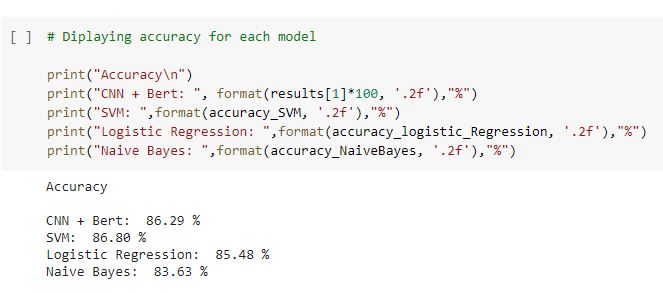 [ ] # Diplaying accuracy for each model
print("Accuracy\n")
print("CNN + Bert: ", format(results[1]*100, '.2f'),"%")
print("SVM: ",format(accuracy_SVM, '.2f'),"%")
print("Logistic Regression: ",format(accuracy_logistic_Regression, '.2f'),"%")
print("Naive Bayes: ",format(accuracy_NaiveBayes, '.2f'),"%")
Accuracy
CNN + Bert:  86.29 %
SVM:  86.80 %
Logistic Regression:  85.48 %
Naive Bayes:  83.63 %